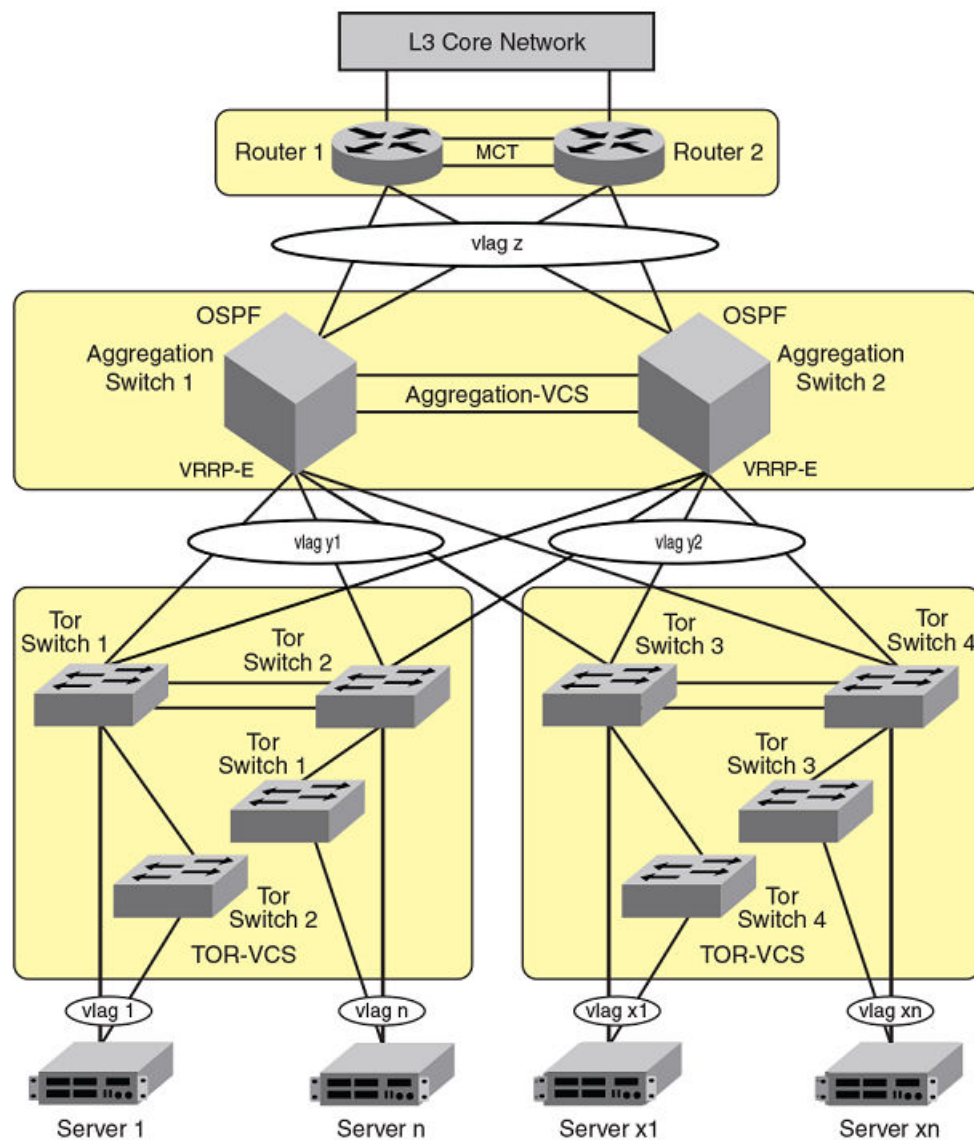 L3 Core Network
Router 1
MCT
Router 2
vlag z
OSPF
OSPF
Aggregation
Switch 1
Aggregation
Switch 2
Aggregation-VCS
VRRP-E
VRRP-E
vlag y1
vlag y2
Tor
Switch 1
Tor
Switch 2
Tor
Switch 3
Tor
Switch 4
Tor
Switch 1
Tor
Switch 3
Tor
Switch 2
Tor
Switch 4
TOR-VCS
TOR-VCS
vlag 1
vlag n
vlag x1
vlag xn
Server 1
Server n
Server x1
Server xn